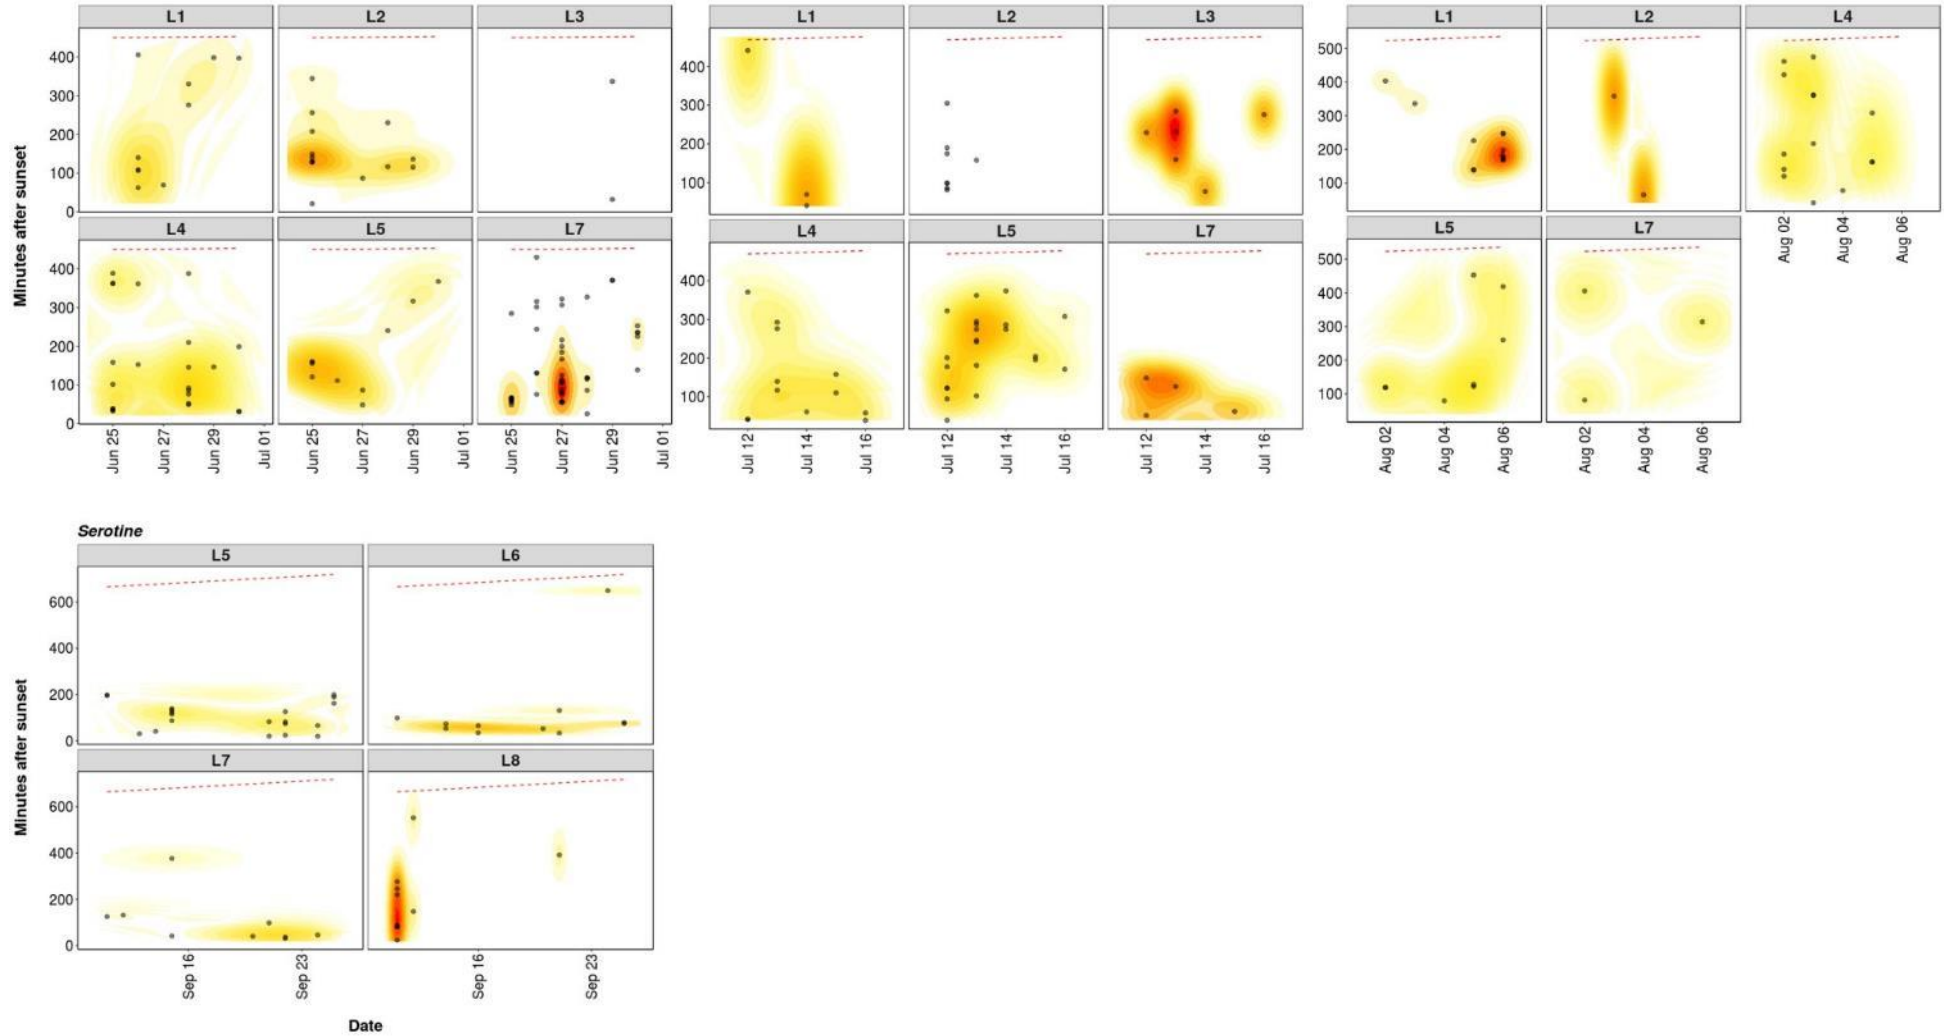 L1 L2 L3 L1 L2 L3 L1 L2 L4
400
300
200
100
0
400
300
200
100
500
400
300
200
100
Minutes after sunset
Aug 02 Aug 04 Aug 06
L4 L5 L7 L4 L5 L7 L5 L7
400
300
200
100
0
400
300
200
100
500
400
300
200
100
Jun 25 Jun 27 Jun 29 Jul 01 Jun 25 Jun 27 Jun 29 Jul 01 Jun 25 Jun 27 Jun 29 Jul 01
Jul 12 Jul 14 Jul 16 Jul 12 Jul 14 Jul 16 Jul 12 Jul 14 Jul 16
Aug 02 Aug 04 Aug 06 Aug 02 Aug 04 Aug 06
Serotine
L5 L6
600
400
200
0
Minutes after sunset
L7 L8
600
400
200
0
Sep 16 Sep 23 Sep 16 Sep 23
Date